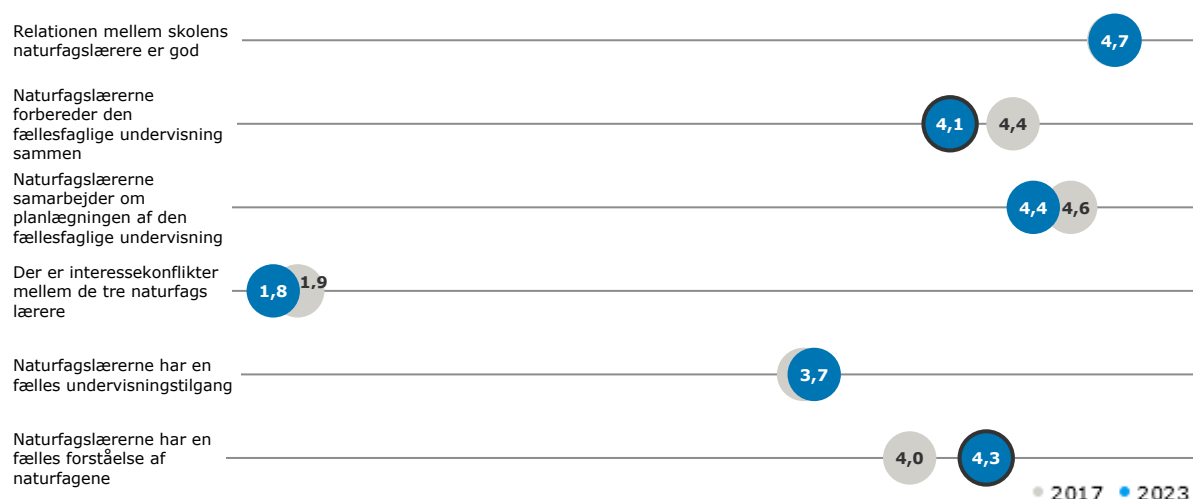 Relationen mellem skolens
naturfagslærere er god
4,7
Naturfagslærerne
forbereder den
fællesfaglige undervisning
sammen
4,1 4,4
Naturfagslærerne
samarbejder om
planlægningen af den
fællesfaglige undervisning
4,4 4,6
Der er interessekonflikter
mellem de tre naturfags
lærere
1,8 1,9
Naturfagslærerne har en
fælles undervisningstilgang
3,7
Naturfagslærerne har en
fælles forståelse af
naturfagene
4,0 4,3
2017 2023